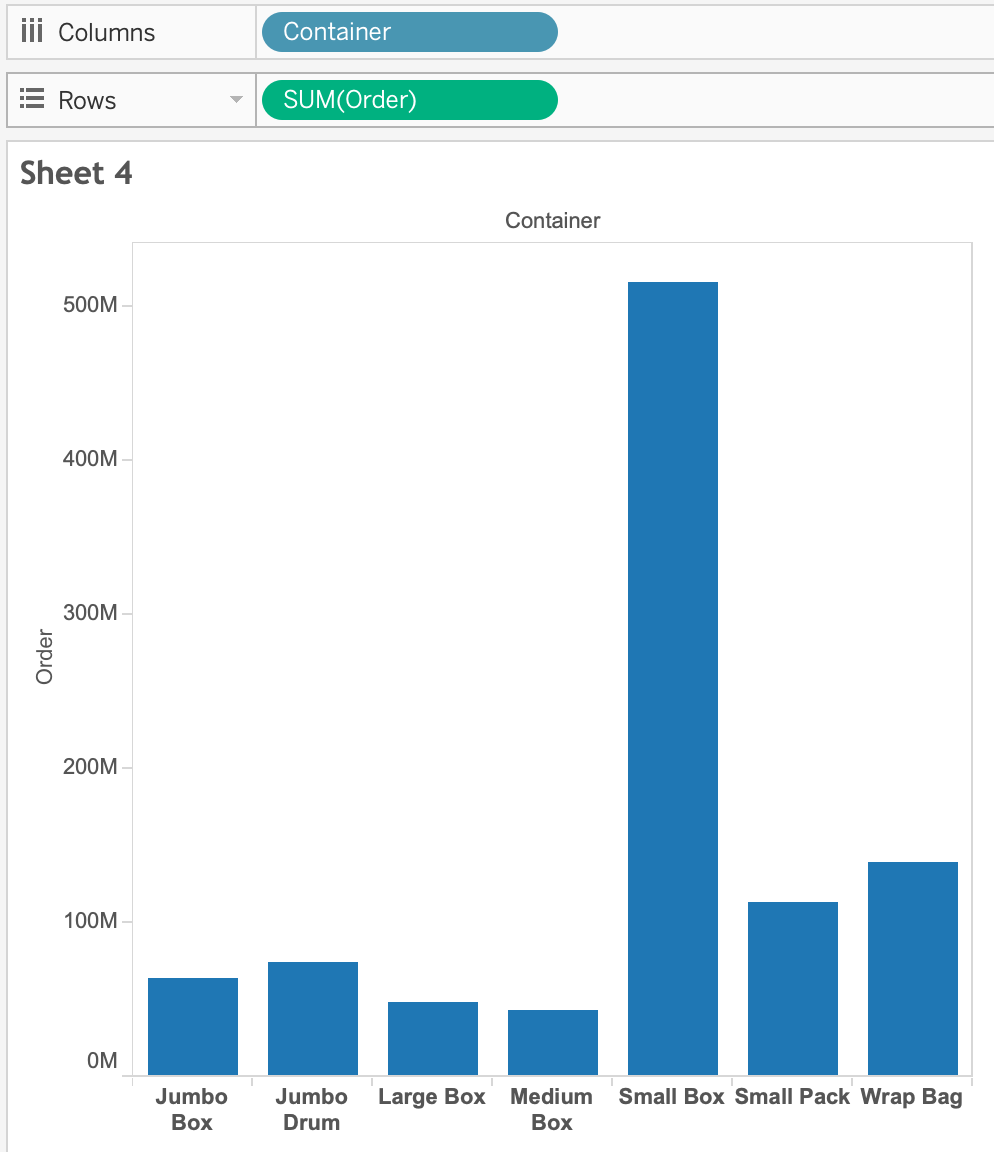 Columns
Container
Rows
SUM(Order)
Sheet 4
Container
500M
400M
300M
200M
100M
0M
Order
Jumbo Box
Jumbo Drum
Large Box
Medium Box
Small Box
Small Pack
Wrap Bag